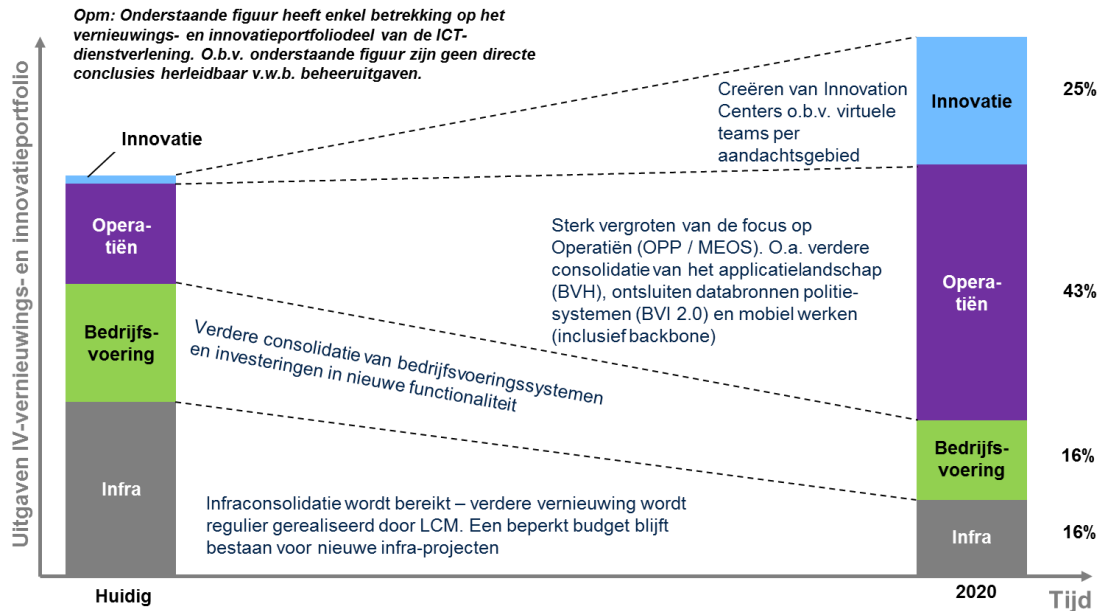 Opm: Onderstaande figuur heeft enkel betrekking op het
vernieuwings- en innovatieportfoliodeel van de ICT-
dienstverlening. O.b.v. onderstaande figuur zijn geen directe
conclusies herleidbaar v.w.b. beheeruitgaven.
Uitgaven IV-vernieuwings- en innovatieportfolio
Innovatie
Opera-
tiën
Bedrijfs-
voering
Infra
Huidig
Creëren van Innovation
Centers o.b.v. virtuele
teams per
aandachtsgebied
Sterk vergroten van de focus op
Operatiën (OPP / MEOS). O.a. verdere
consolidatie van het applicatielandschap
(BVH), ontsluiten databronnen politie-
systemen (BVI 2.0) en mobiel werken
(inclusief backbone)
Verdere consolidatie van bedrijfsvoeringssystemen
en investeringen in nieuwe functionaliteit
Infraconsolidatie wordt bereikt – verdere vernieuwing wordt
regulier gerealiseerd door LCM. Een beperkt budget blijft
bestaan voor nieuwe infra-projecten
Innovatie
25%
Opera-
tiën
43%
Bedrijfs-
voering
16%
Infra
16%
2020
Tijd